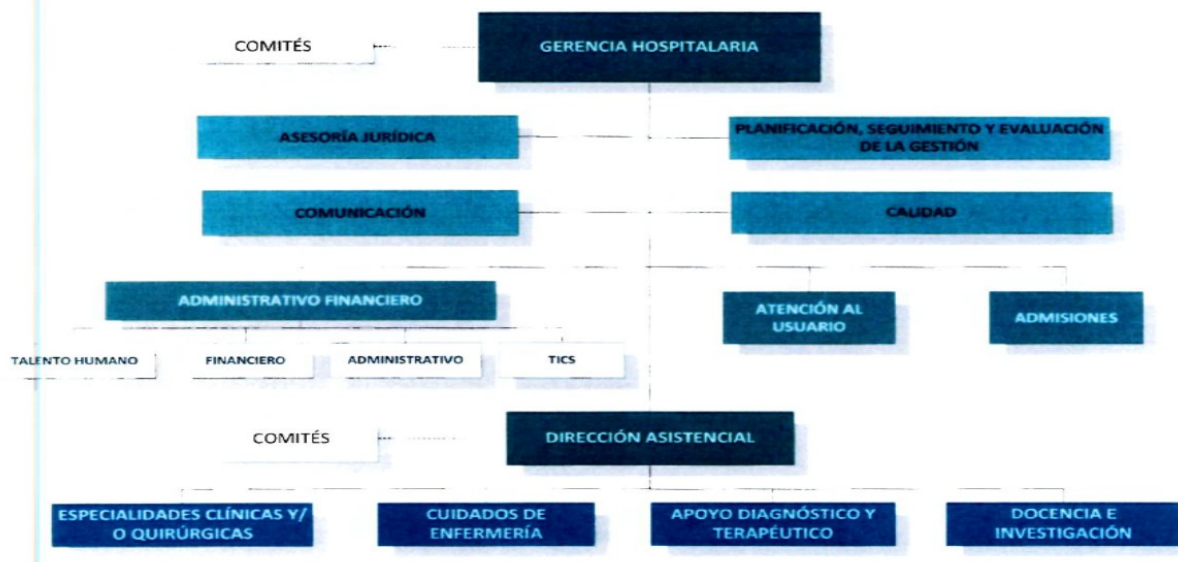 COMITÉS
GERENCIA HOSPITALARIA
ASESORÍA JURÍDICA
PLANIFICACIÓN, SEGUIMIENTO Y EVALUACIÓN
DE LA GESTIÓN
COMUNICACIÓN
CALIDAD
ADMINISTRATIVO FINANCIERO
ATENCIÓN AL
USUARIO
ADMISIONES
TALENTO HUMANO
FINANCIERO
ADMINISTRATIVO
TICS
COMITÉS
DIRECCIÓN ASISTENCIAL
ESPECIALIDADES CLÍNICAS Y/
O QUIRÚRGICAS
CUIDADOS DE
ENFERMERÍA
APOYO DIAGNÓSTICO Y
TERAPÉUTICO
DOCENCIA E
INVESTIGACIÓN